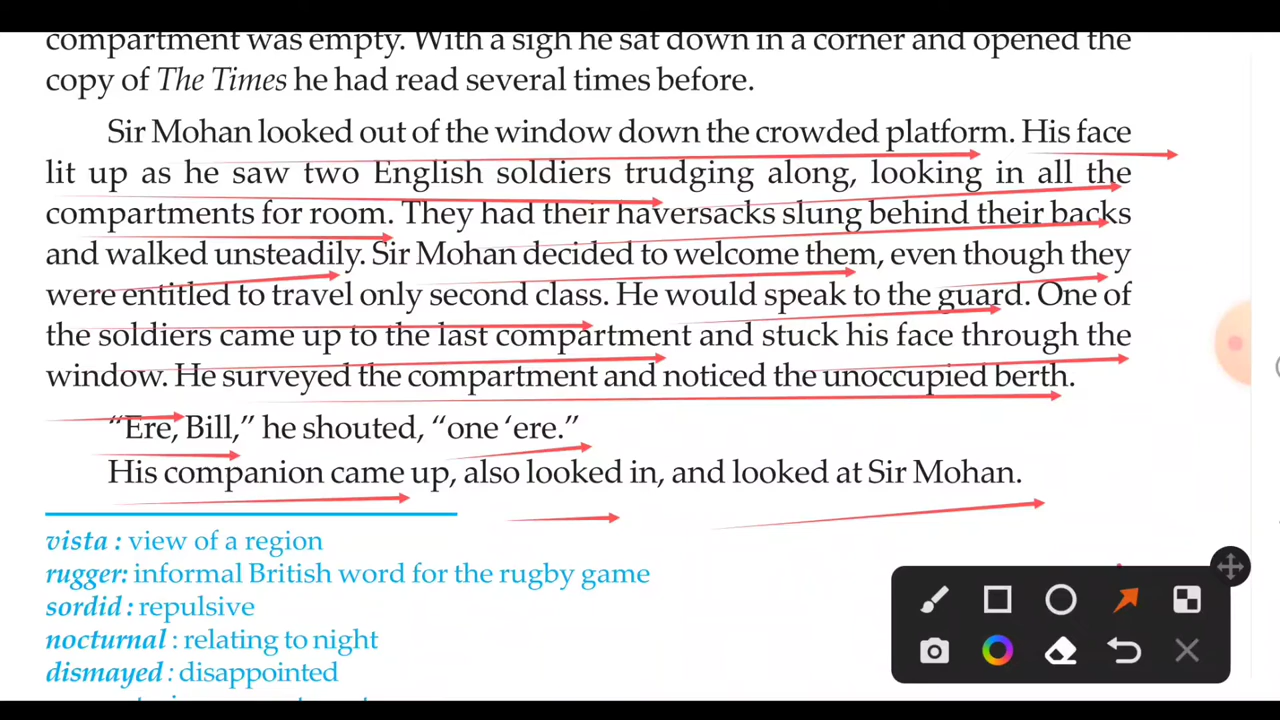 compartment was empty. With a sigh he sat down in a corner and opened the
copy of The Times he had read several times before.
Sir Mohan looked out of the window down the crowded platform. His face
lit up as he saw two English soldiers trudging along, looking in all the
compartments for room. They had their haversacks slung behind their backs
and walked unsteadily. Sir Mohan decided to welcome them, even though they
were entitled to travel only second class. He would speak to the guard. One of
the soldiers came up to the last compartment and stuck his face through the
window. He surveyed the compartment and noticed the unoccupied berth.
“Ere, Bill,” he shouted, “one ‘ere.”
His companion came up, also looked in, and looked at Sir Mohan.
vista : view of a region
rugger: informal British word for the rugby game
sordid : repulsive
nocturnal : relating to night
dismayed : disappointed